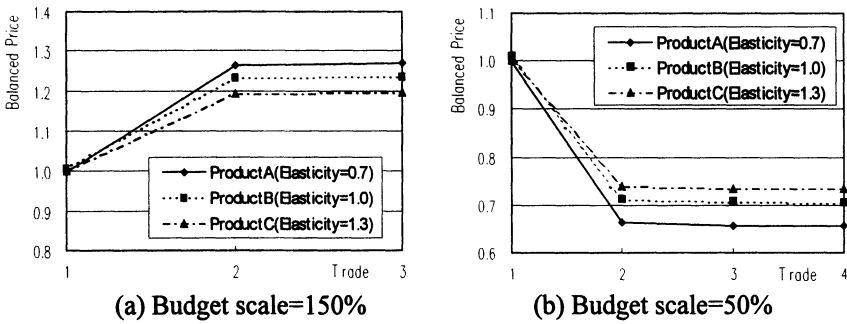 Balanced Price
1.4
1.3
1.2
1.1
1.0
0.9
0.8
ProductA(Elasticity=0.7)
ProductB(Elasticity=1.0)
ProductC(Elasticity=1.3)
1 2 Trade 3
(a) Budget scale=150%
Balanced Price
1.1
1.0
0.9
0.8
0.7
0.6
ProductA(Elasticity=0.7)
ProductB(Elasticity=1.0)
ProductC(Elasticity=1.3)
1 2 3 Trade 4
(b) Budget scale=50%